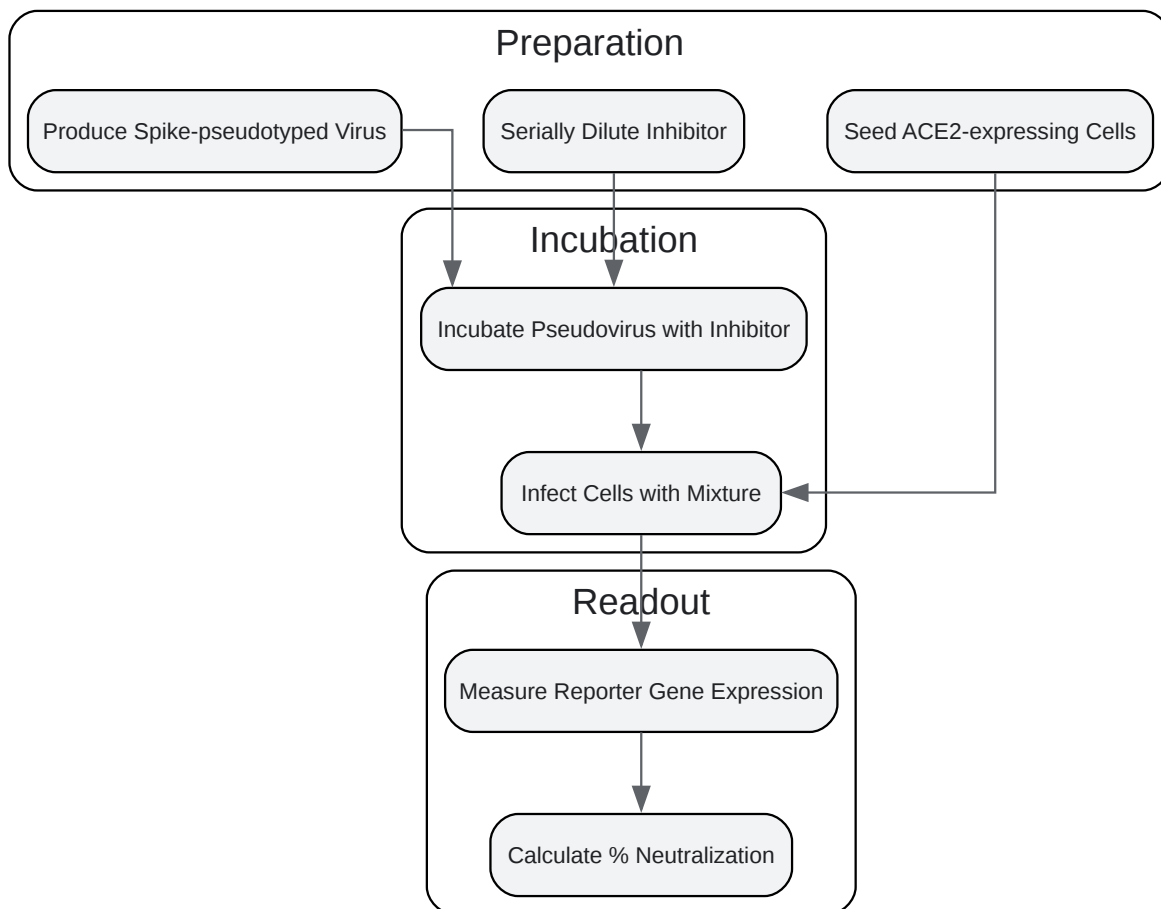 Preparation
Produce Spike-pseudotyped Virus
Serially Dilute Inhibitor
Seed ACE2-expressing Cells
Incubation
Incubate Pseudovirus with Inhibitor
Infect Cells with Mixture
Readout
Measure Reporter Gene Expression
Calculate % Neutralization